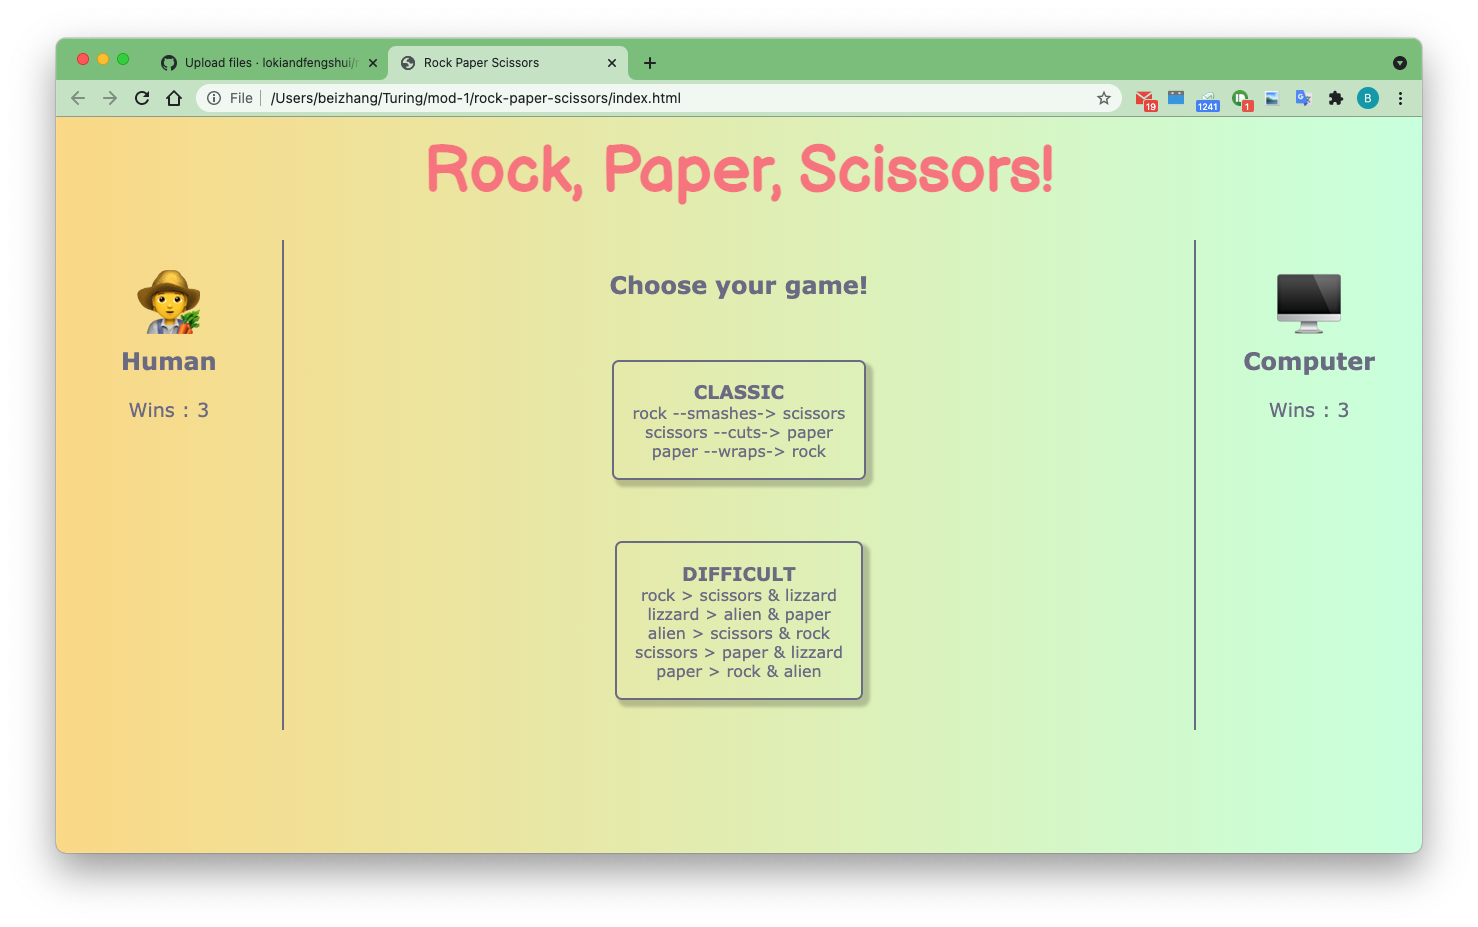 Upload files · lokiandfengshui/
Rock Paper Scissors
File
/Users/beizhang/Turing/mod-1/rock-paper-scissors/index.html
19
1241
1
B
Rock, Paper, Scissors!
Choose your game!
Human
Wins : 3
Computer
Wins : 3
CLASSIC
rock --smashes-> scissors
scissors --cuts-> paper
paper --wraps-> rock
DIFFICULT
rock > scissors & lizzard
lizzard > alien & paper
alien > scissors & rock
scissors > paper & lizzard
paper > rock & alien